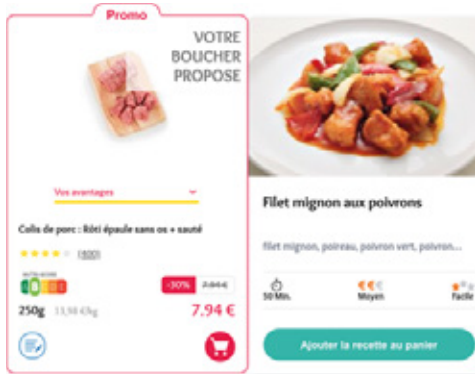 Promo
VOTRE
BOUCHER
PROPOSE
Vos avantages
Colis de porc : Rôti épaule sans os + sauté
(400)
NUTRI-SCORE
-30%
250g
7,94 €
Filet mignon aux poivrons
filet mignon, poireau, poivron vert, poivron...
50 Min.
Moyen
Facile
Ajouter la recette au panier